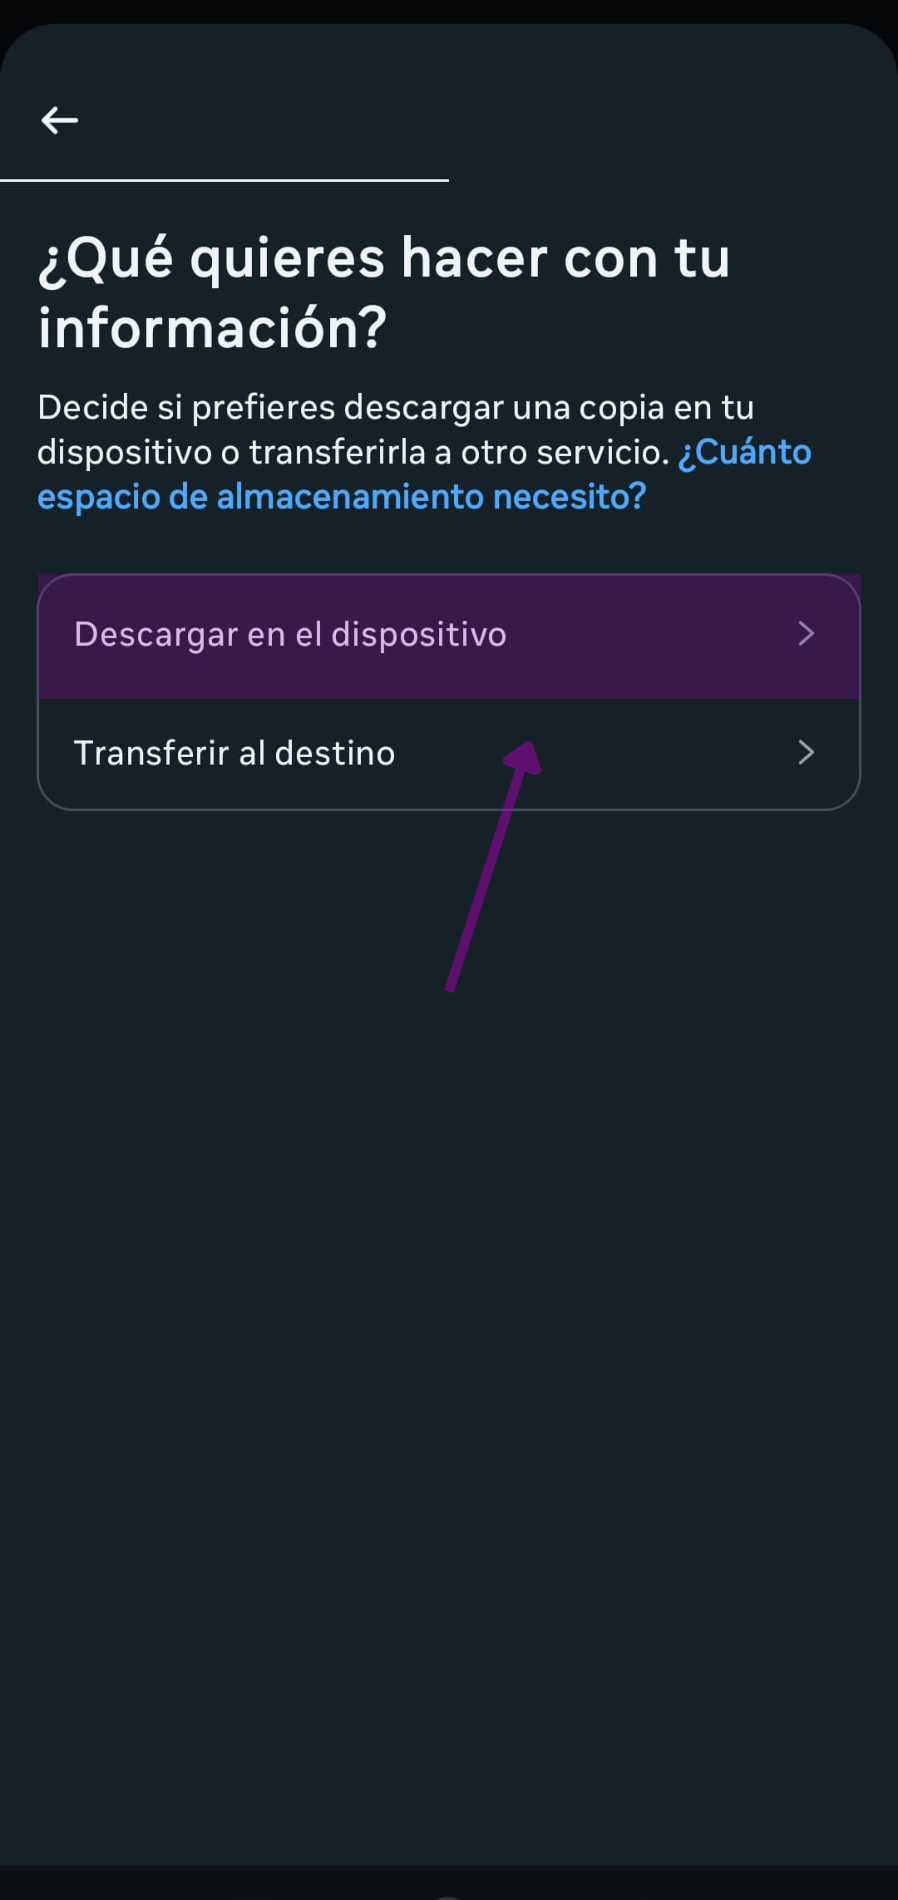 ¿Qué quieres hacer con tu
información?
Decide si prefieres descargar una copia en tu
dispositivo o transferirla a otro servicio. ¿Cuánto
espacio de almacenamiento necesito?
Descargar en el dispositivo
Transferir al destino